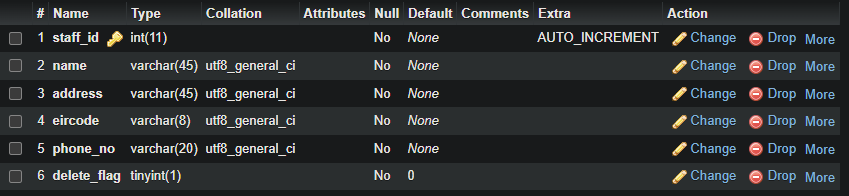 # Name Type Collation Attributes Null Default Comments Extra Action
1 staff_id int(11) No None AUTO_INCREMENT Change Drop More
2 name varchar(45) utf8_general_ci No None Change Drop More
3 address varchar(45) utf8_general_ci No None Change Drop More
4 eircode varchar(8) utf8_general_ci No None Change Drop More
5 phone_no varchar(20) utf8_general_ci No None Change Drop More
6 delete_flag tinyint(1) No 0 Change Drop More